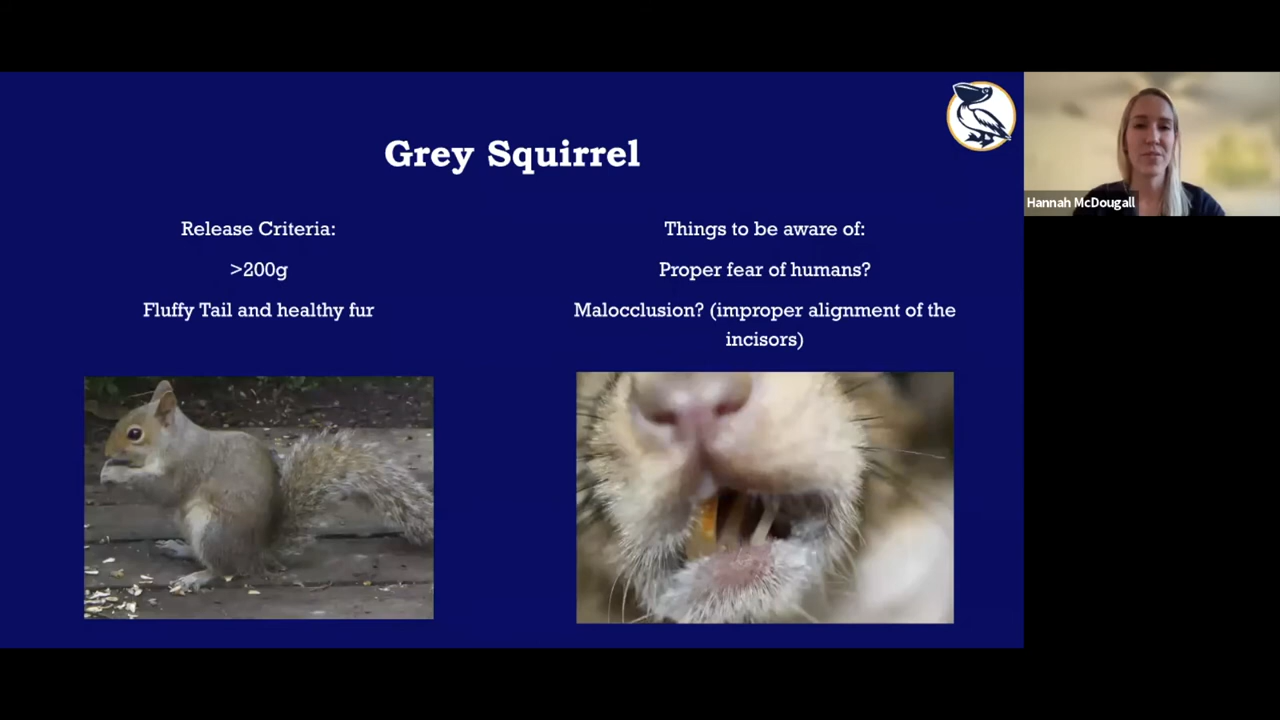 Grey Squirrel
Release Criteria:
>200g
Fluffy Tail and healthy fur
Things to be aware of:
Proper fear of humans?
Malocclusion? (improper alignment of the
incisors)
Hannah McDougall